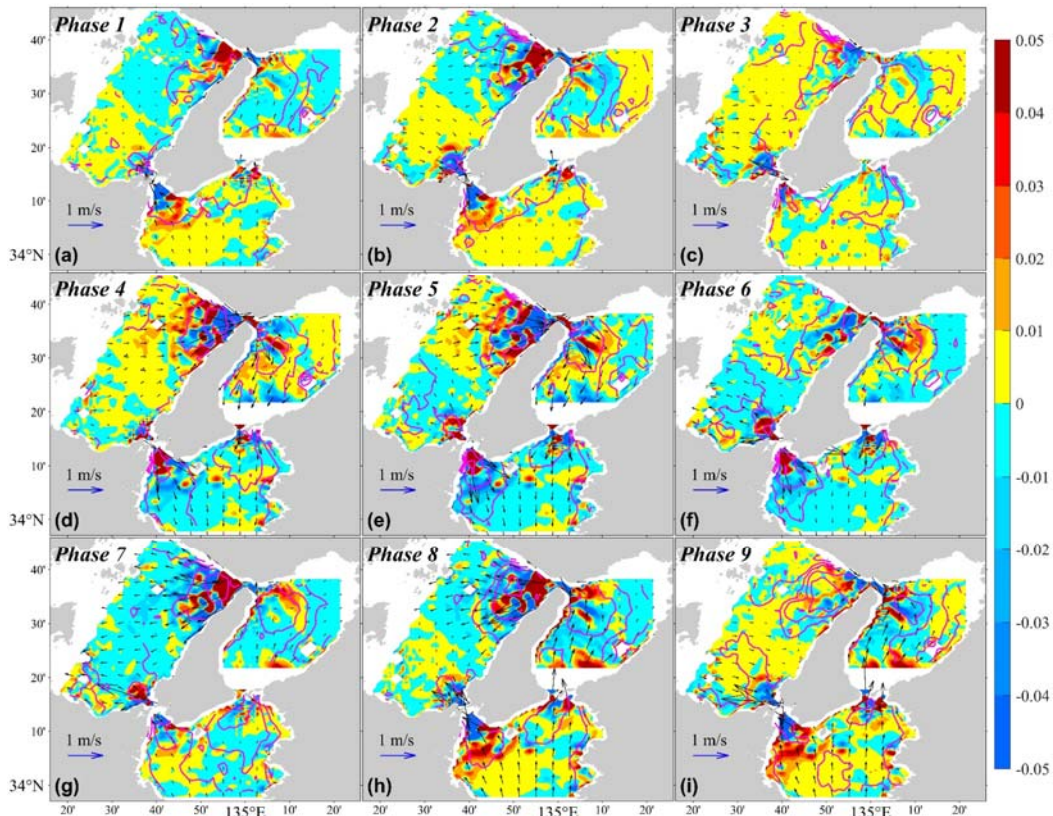 Phase 1 Phase 2 Phase 3
40' 30' 20' 10' 34°N
1 m/s 1 m/s 1 m/s
(a) (b) (c)
Phase 4 Phase 5 Phase 6
40' 30' 20' 10' 34°N
1 m/s 1 m/s 1 m/s
(d) (e) (f)
Phase 7 Phase 8 Phase 9
40' 30' 20' 10' 34°N
1 m/s 1 m/s 1 m/s
(g) (h) (i)
20' 30' 40' 50' 135°E 10' 20' 20' 30' 40' 50' 135°E 10' 20' 20' 30' 40' 50' 135°E 10' 20'
0.05
0.04
0.03
0.02
0.01
0
-0.01
-0.02
-0.03
-0.04
-0.05